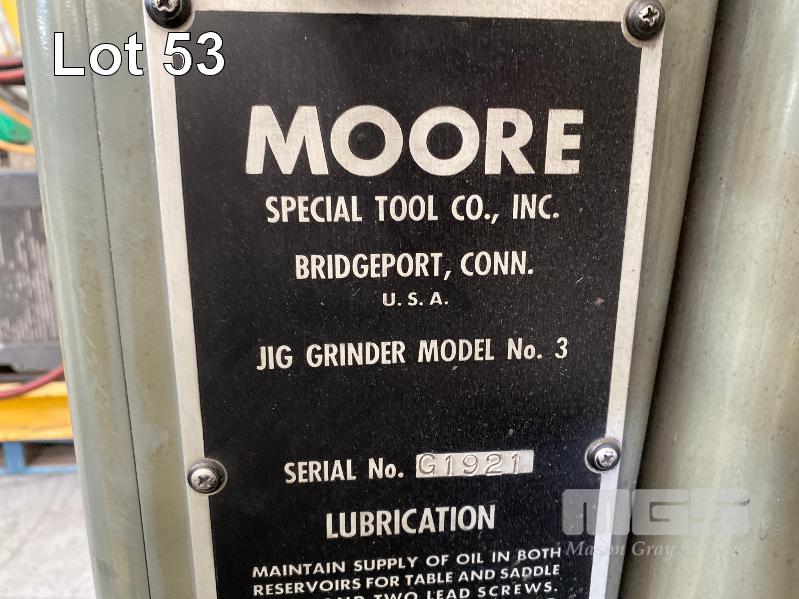 Lot 53
MOORE
SPECIAL TOOL CO., INC.
BRIDGEPORT, CONN.
U.S.A.
JIG GRINDER MODEL No. 3
SERIAL No. G1921
LUBRICATION
MAINTAIN SUPPLY OF OIL IN BOTH
RESERVOIRS FOR TABLE AND SADDLE
AND TWO LEAD SCREWS.
MGS
Mason Gray